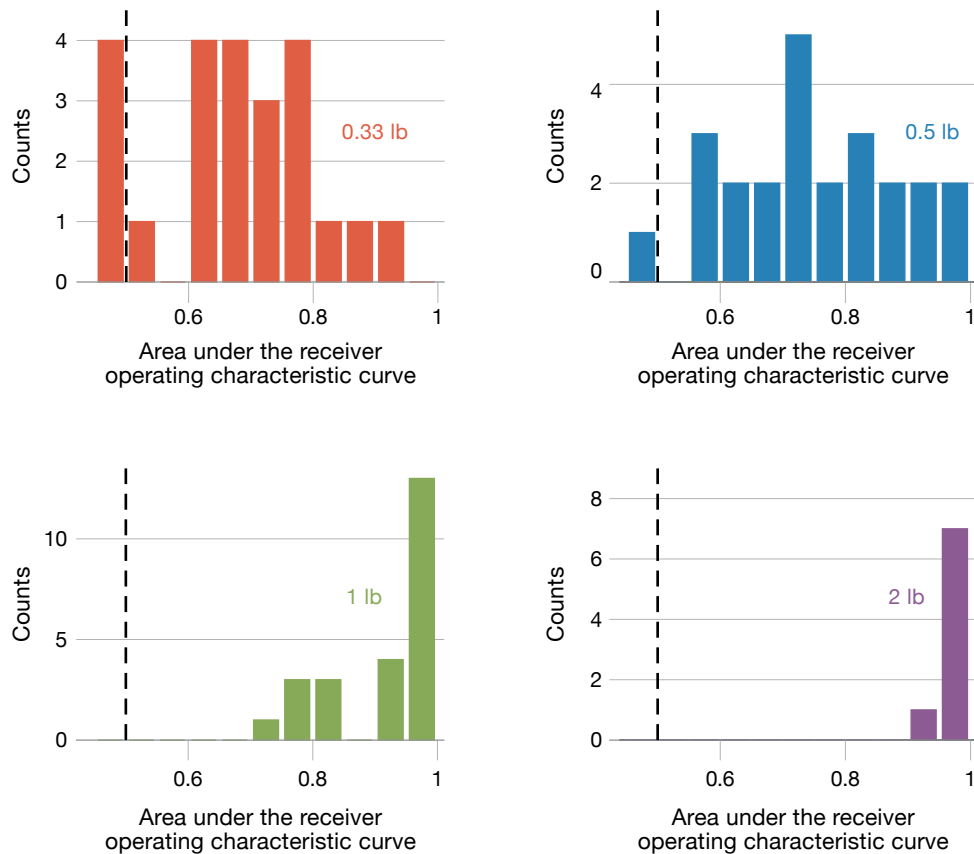 Counts
4
3
2
1
0
0.33 lb
0.6
0.8
1
Area under the receiver
operating characteristic curve
Counts
4
2
0
0.5 lb
0.6
0.8
1
Area under the receiver
operating characteristic curve
Counts
10
5
0
1 lb
0.6
0.8
1
Area under the receiver
operating characteristic curve
Counts
8
6
4
2
0
2 lb
0.6
0.8
1
Area under the receiver
operating characteristic curve